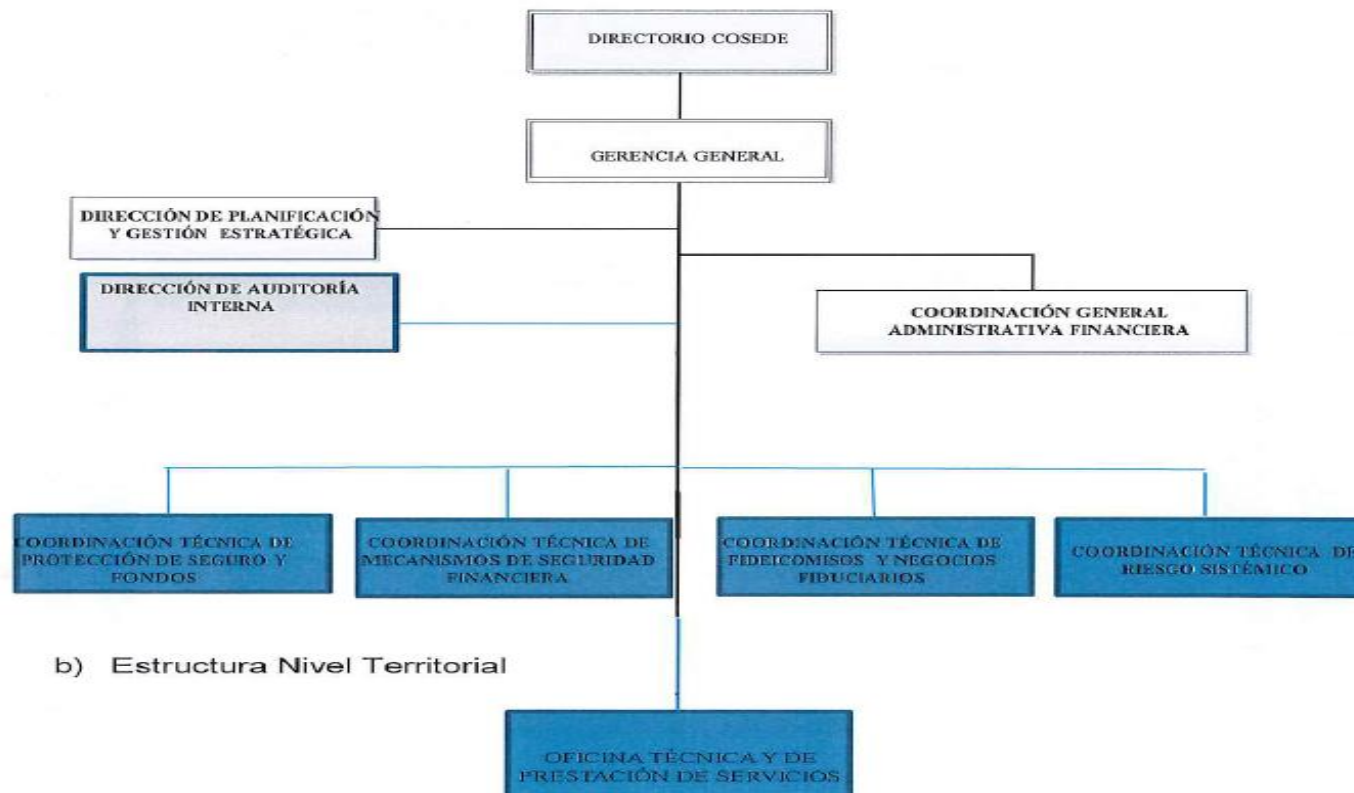 DIRECTORIO COSEDE
GERENCIA GENERAL
DIRECCIÓN DE PLANIFICACIÓN
Y GESTIÓN ESTRATÉGICA
DIRECCIÓN DE AUDITORÍA
INTERNA
COORDINACIÓN GENERAL
ADMINISTRATIVA FINANCIERA
COORDINACIÓN TÉCNICA DE
PROTECCIÓN DE SEGURO Y
FONDOS
COORDINACIÓN TÉCNICA DE
MECANISMOS DE SEGURIDAD
FINANCIERA
COORDINACIÓN TÉCNICA DE
FIDEICOMISOS Y NEGOCIOS
FIDUCIARIOS
COORDINACIÓN TÉCNICA DE
RIESGO SISTÉMICO
b) Estructura Nivel Territorial
OFICINA TÉCNICA Y DE
PRESTACIÓN DE SERVICIOS